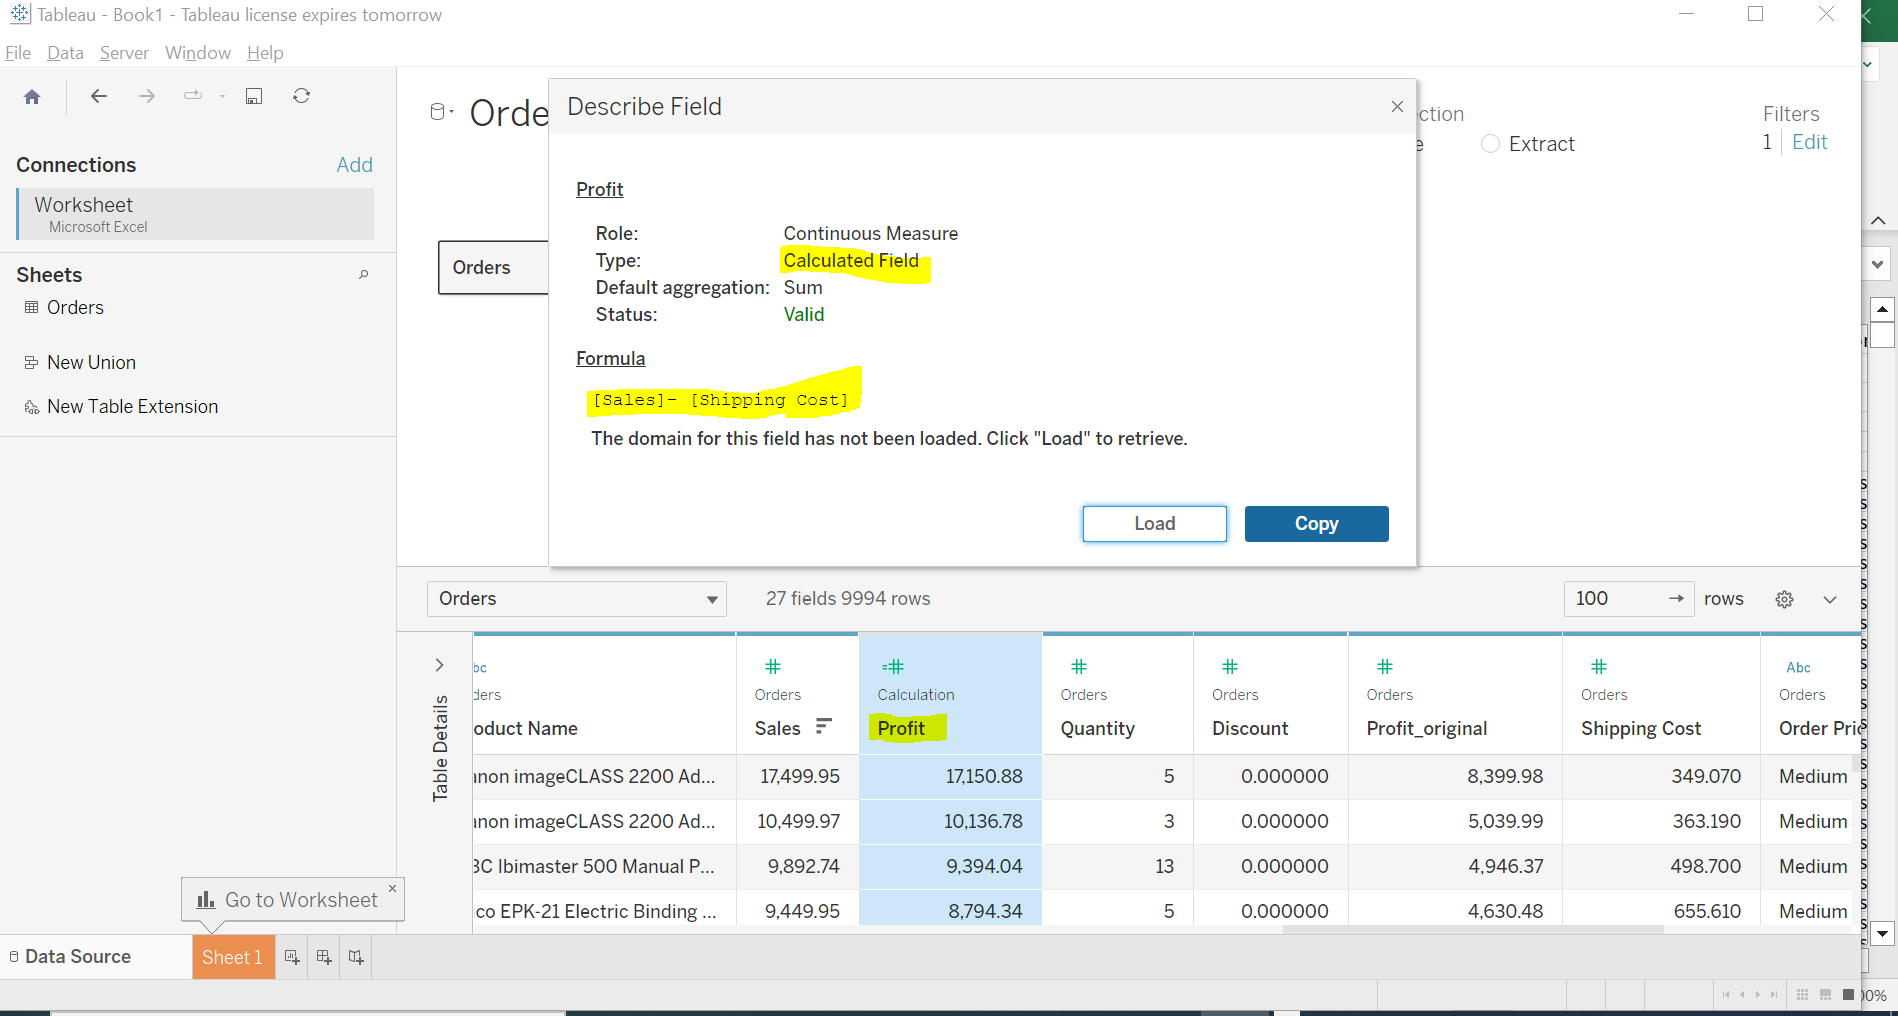 Tableau - Book1 - Tableau license expires tomorrow
File Data Server Window Help
Connections Add
Worksheet
Microsoft Excel
Sheets
Orders
New Union
New Table Extension
Orde
ction
e
Extract
Filters
1 Edit
Orders
Describe Field
Profit
Role: Continuous Measure
Type: Calculated Field
Default aggregation: Sum
Status: Valid
Formula
[Sales]- [Shipping Cost]
The domain for this field has not been loaded. Click "Load" to retrieve.
Load Copy
Orders 27 fields 9994 rows 100 rows
Table Details
bc # =# # # # # Abc
ders Orders Calculation Orders Orders Orders Orders Orders
oduct Name Sales Profit Quantity Discount Profit_original Shipping Cost Order Pric
anon imageCLASS 2200 Ad... 17,499.95 17,150.88 5 0.000000 8,399.98 349.070 Medium
anon imageCLASS 2200 Ad... 10,499.97 10,136.78 3 0.000000 5,039.99 363.190 Medium
BC Ibimaster 500 Manual P... 9,892.74 9,394.04 13 0.000000 4,946.37 498.700 Medium
ico EPK-21 Electric Binding ... 9,449.95 8,794.34 5 0.000000 4,630.48 655.610 Medium
Go to Worksheet
Data Source Sheet 1
00%